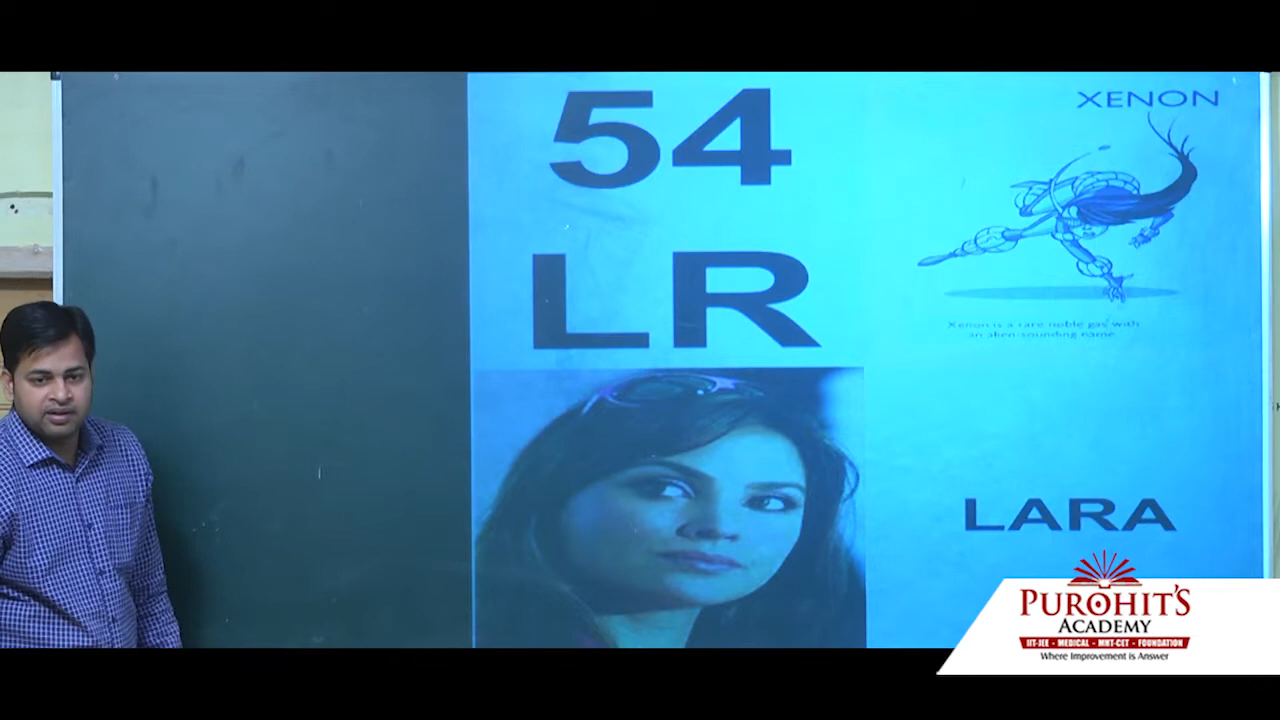 54
LR
XENON
Xenon is a rare noble gas with
an alien-sounding name.
LARA
PUROHIT'S
ACADEMY
IIT-JEE - MEDICAL - MHT-CET - FOUNDATION
Where Improvement is Answer